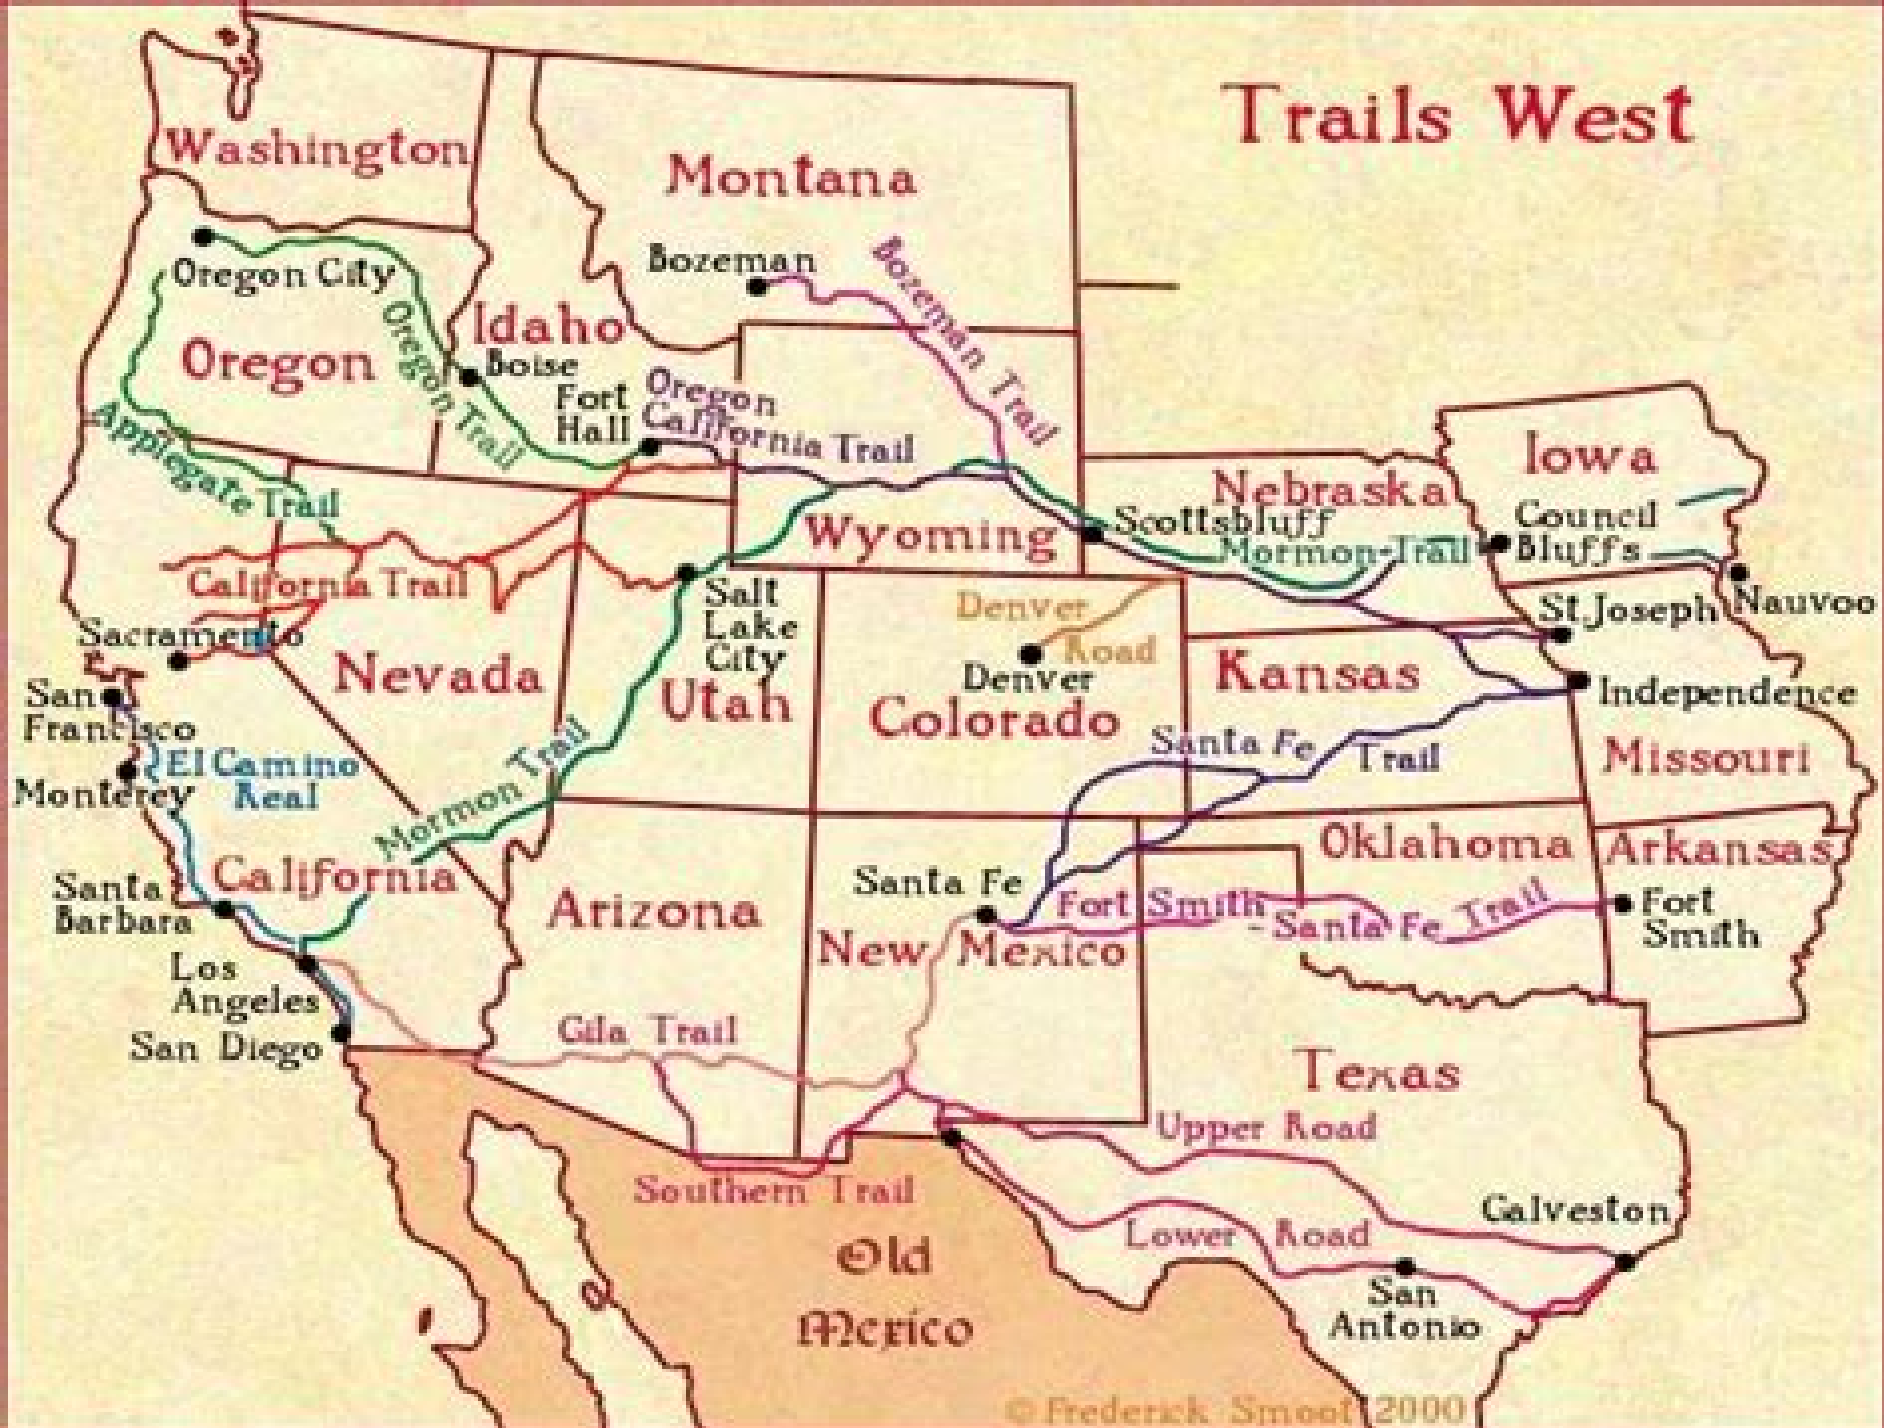 Trails West
Washington
Montana
Bozeman
Bozeman Trail
Oregon City
Oregon Trail
Idaho
Oregon
Boise
Fort
Hall
Oregon
California Trail
Applegate Trail
Iowa
Nebraska
Council
Bluffs
Scottsbluff
Mormon-Trail
Wyoming
California Trail
Salt
Lake
City
Denver
Road
Denver
St. Joseph
Nauvoo
Sacramento
Nevada
Utah
Colorado
Kansas
Independence
San
Francisco
El Camino
Real
Monterey
Mormon Trail
Santa Fe
Trail
Missouri
California
Santa
Barbara
Santa Fe
Oklahoma
Arkansas
Arizona
New Mexico
Fort Smith
-Santa Fe Trail
Fort
Smith
Los
Angeles
San Diego
Gila Trail
Texas
Upper Road
Southern Trail
Lower Road
Galveston
San
Antonio
Old
Mexico
© Frederick Smoot 2000